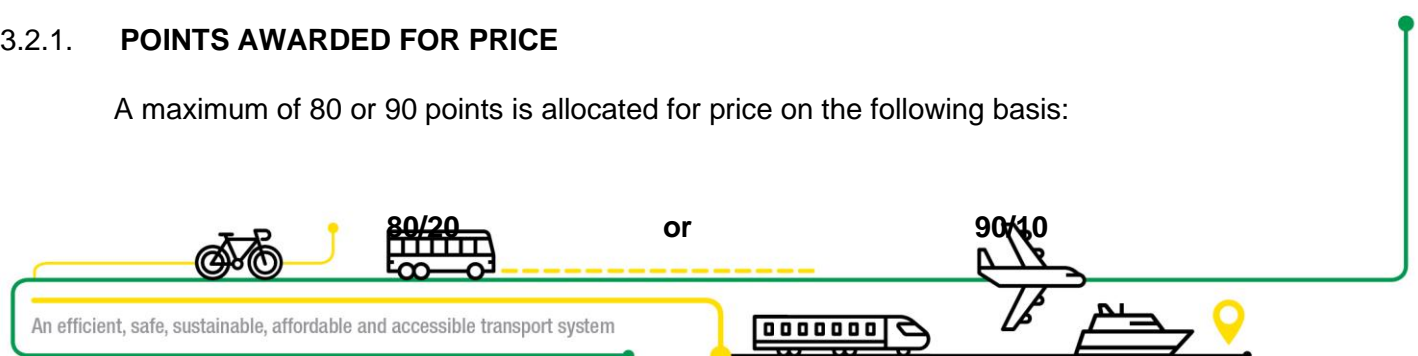 3.2.1. POINTS AWARDED FOR PRICE
A maximum of 80 or 90 points is allocated for price on the following basis:
80/20 or 90/10
An efficient, safe, sustainable, affordable and accessible transport system